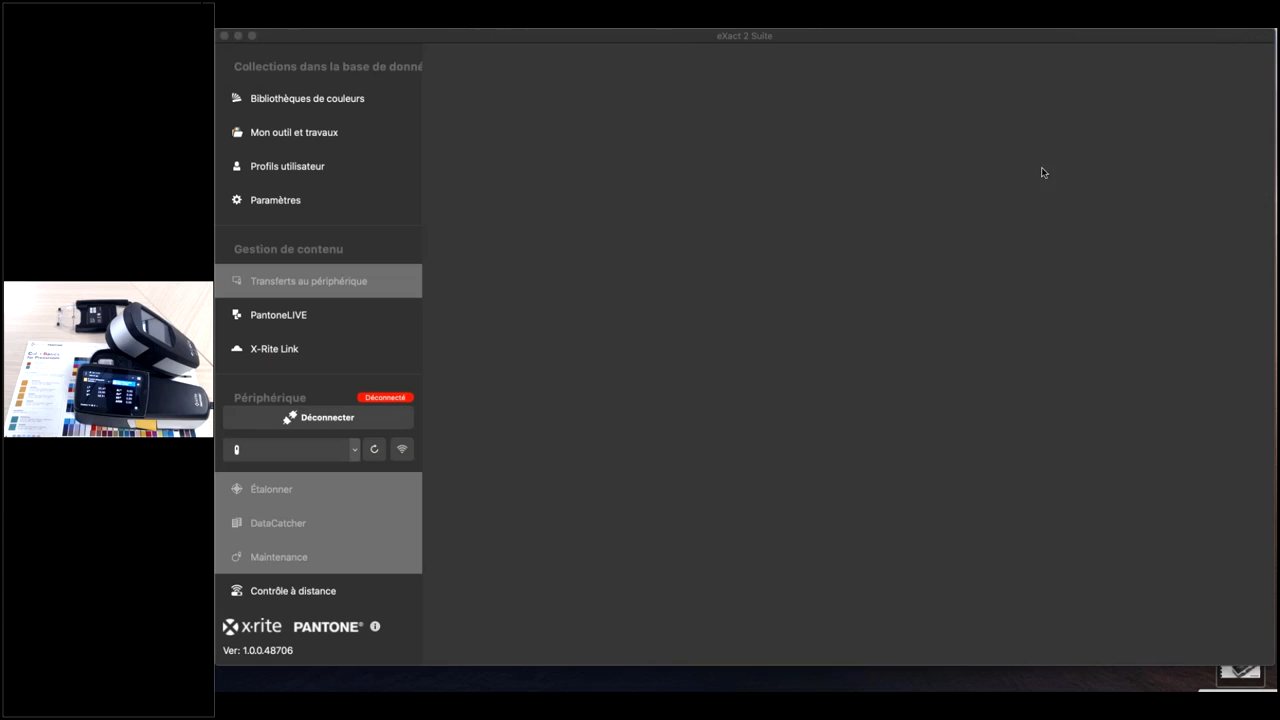 eXact 2 Suite
Collections dans la base de donné
Bibliothèques de couleurs
Mon outil et travaux
Profils utilisateur
Paramètres
Gestion de contenu
Transferts au périphérique
PantoneLIVE
X-Rite Link
Périphérique
Déconnecté
Déconnecter
Étalonner
DataCatcher
Maintenance
Contrôle à distance
x·rite PANTONE®
Ver: 1.0.0.48706